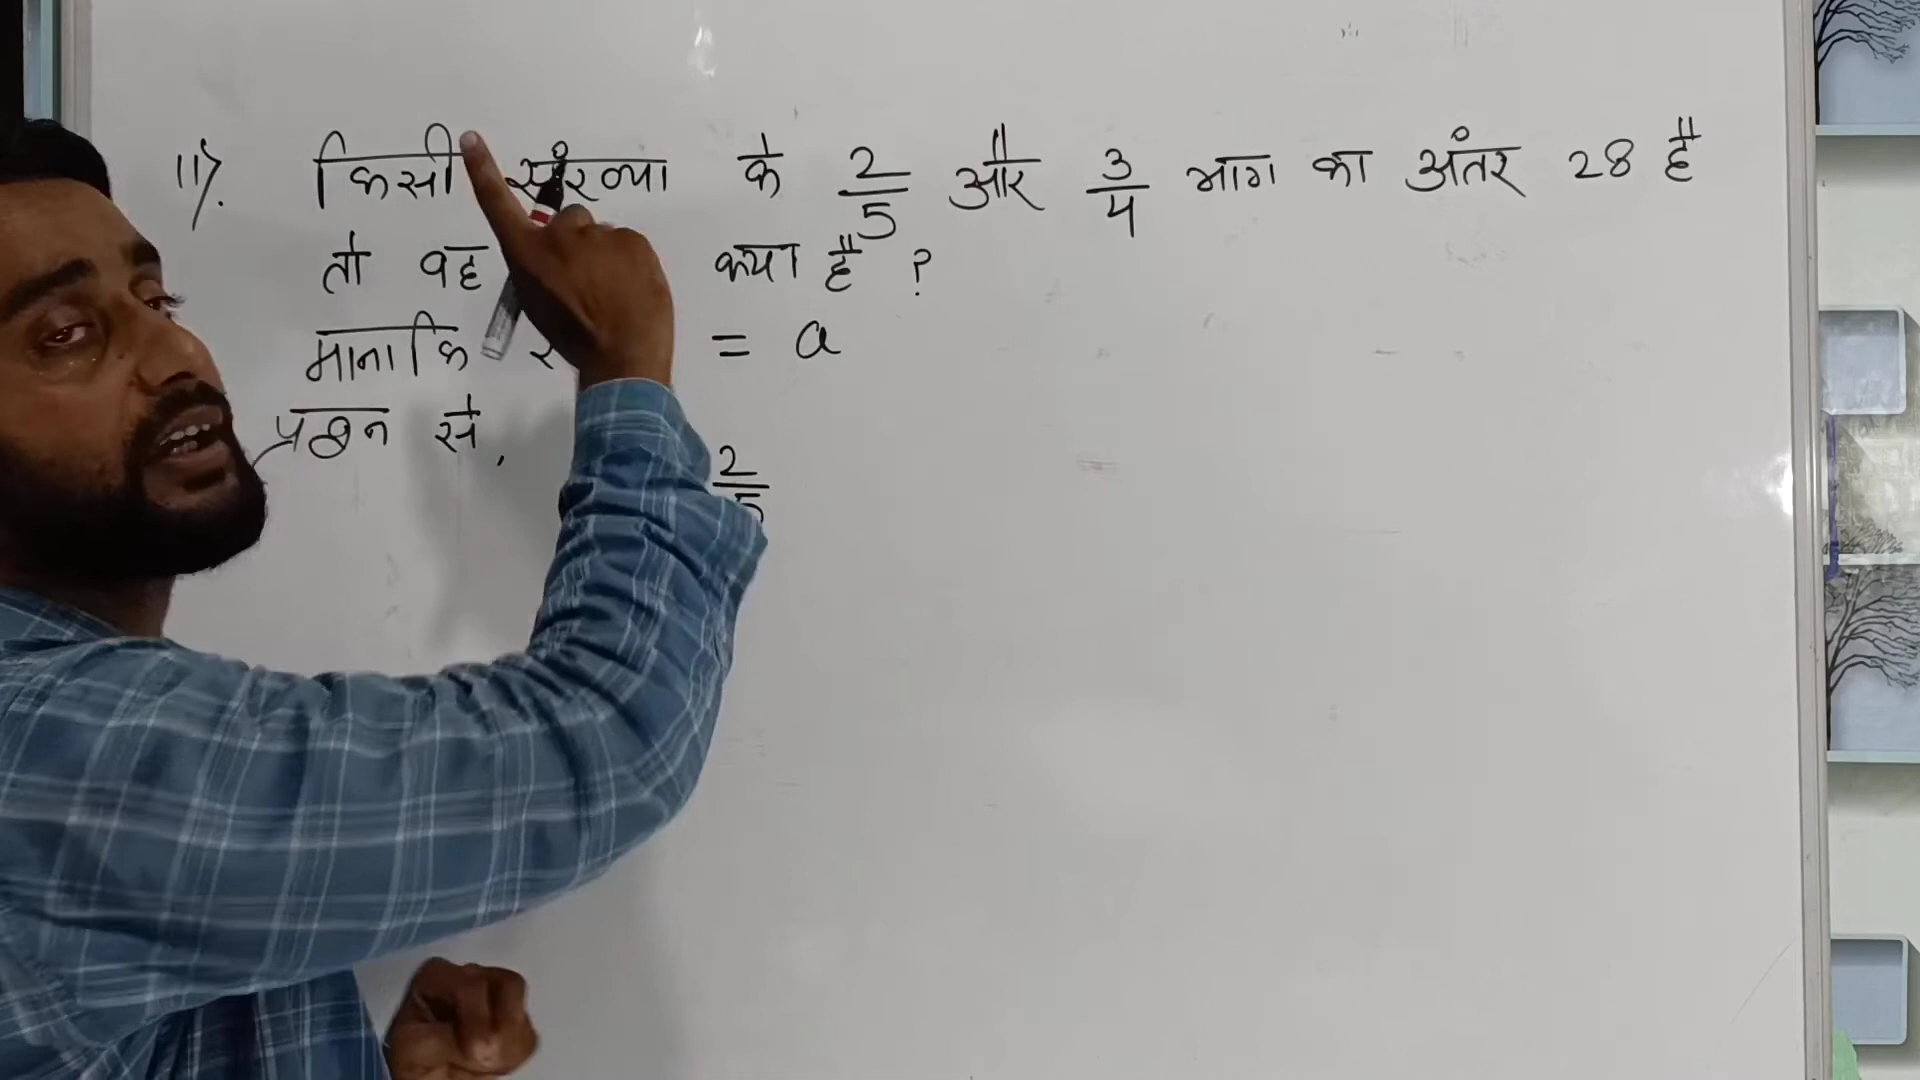 11). किसी संख्या के 2/5 और 3/4 भाग का अंतर 28 है
तो वह क्या है ?
माना कि = a
प्रश्न से,
2/5